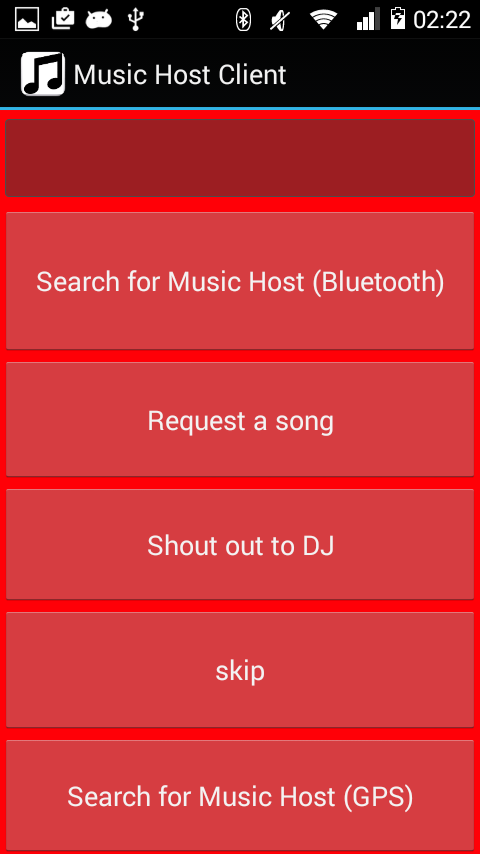 02:22
Music Host Client
Search for Music Host (Bluetooth)
Request a song
Shout out to DJ
skip
Search for Music Host (GPS)